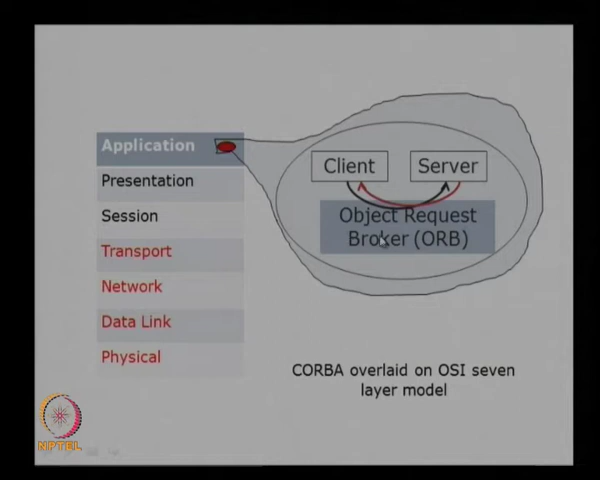 Application
Presentation
Session
Transport
Network
Data Link
Physical
Client
Server
Object Request
Broker (ORB)
CORBA overlaid on OSI seven
layer model
NPTEL